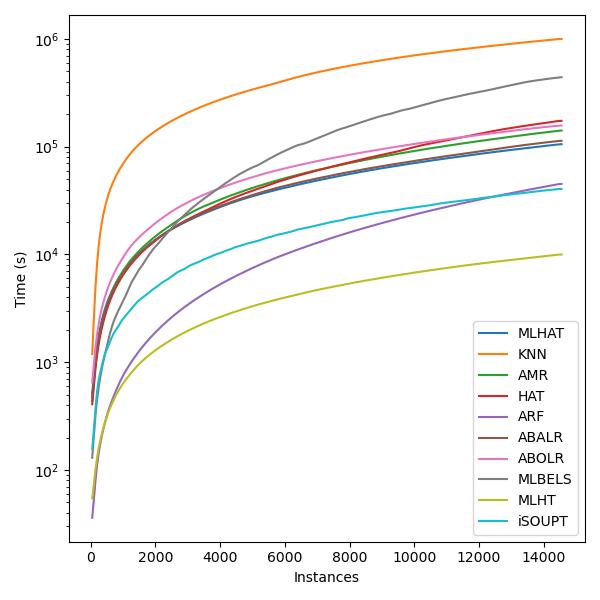 Time (s)
10^6
10^5
10^4
10^3
10^2
0 2000 4000 6000 8000 10000 12000 14000
Instances
MLHAT
KNN
AMR
HAT
ARF
ABALR
ABOLR
MLBELS
MLHT
iSOUPT